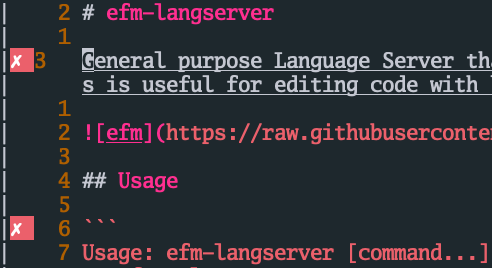 2 # efm-langserver
1
✗ 3 General purpose Language Server tha
s is useful for editing code with
1
2 ![efm](https://raw.githubuserconte
3
4 ## Usage
5
✗ 6 ```
7 Usage: efm-langserver [command...]